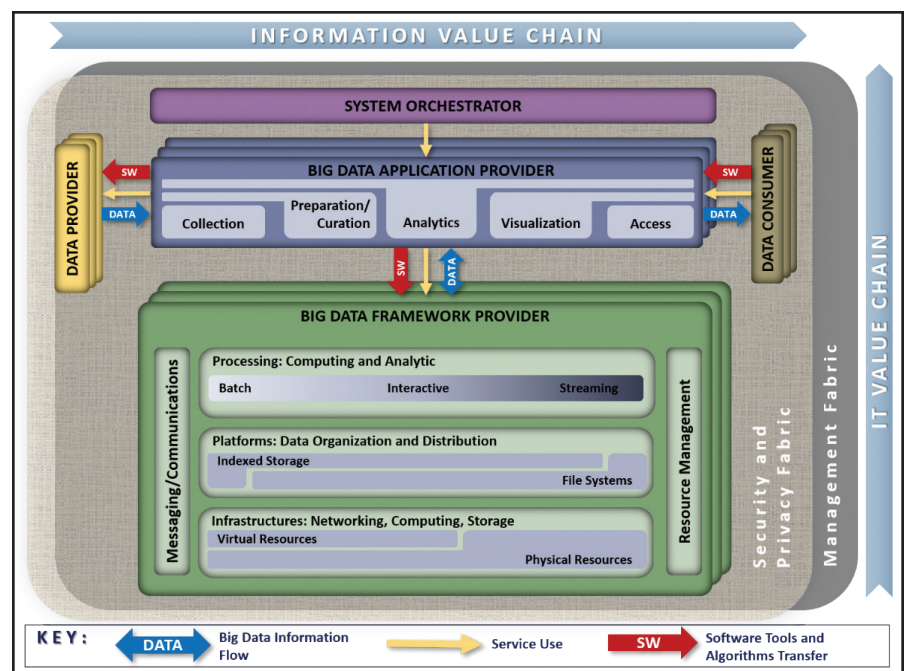 INFORMATION VALUE CHAIN
SYSTEM ORCHESTRATOR
DATA PROVIDER
SW
DATA
BIG DATA APPLICATION PROVIDER
Collection
Preparation/
Curation
Analytics
Visualization
Access
SW
DATA
DATA CONSUMER
SW
DATA
BIG DATA FRAMEWORK PROVIDER
Messaging/Communications
Processing: Computing and Analytic
Batch
Interactive
Streaming
Platforms: Data Organization and Distribution
Indexed Storage
File Systems
Infrastructures: Networking, Computing, Storage
Virtual Resources
Physical Resources
Resource Management
Security and
Privacy Fabric
Management Fabric
IT VALUE CHAIN
KEY:
DATA
Big Data Information
Flow
Service Use
SW
Software Tools and
Algorithms Transfer